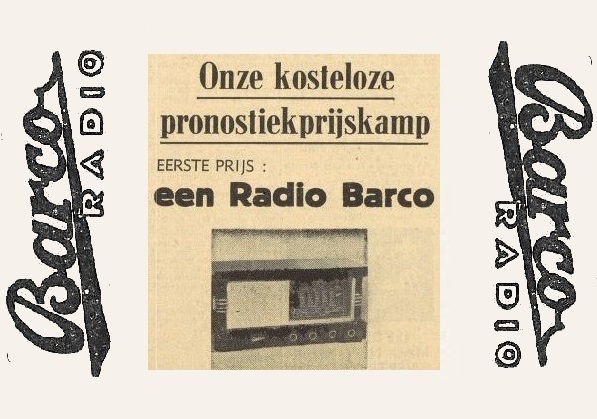 Barco
RADIO
Onze kosteloze
pronostiekprijskamp
EERSTE PRIJS :
een Radio Barco
Barco
RADIO